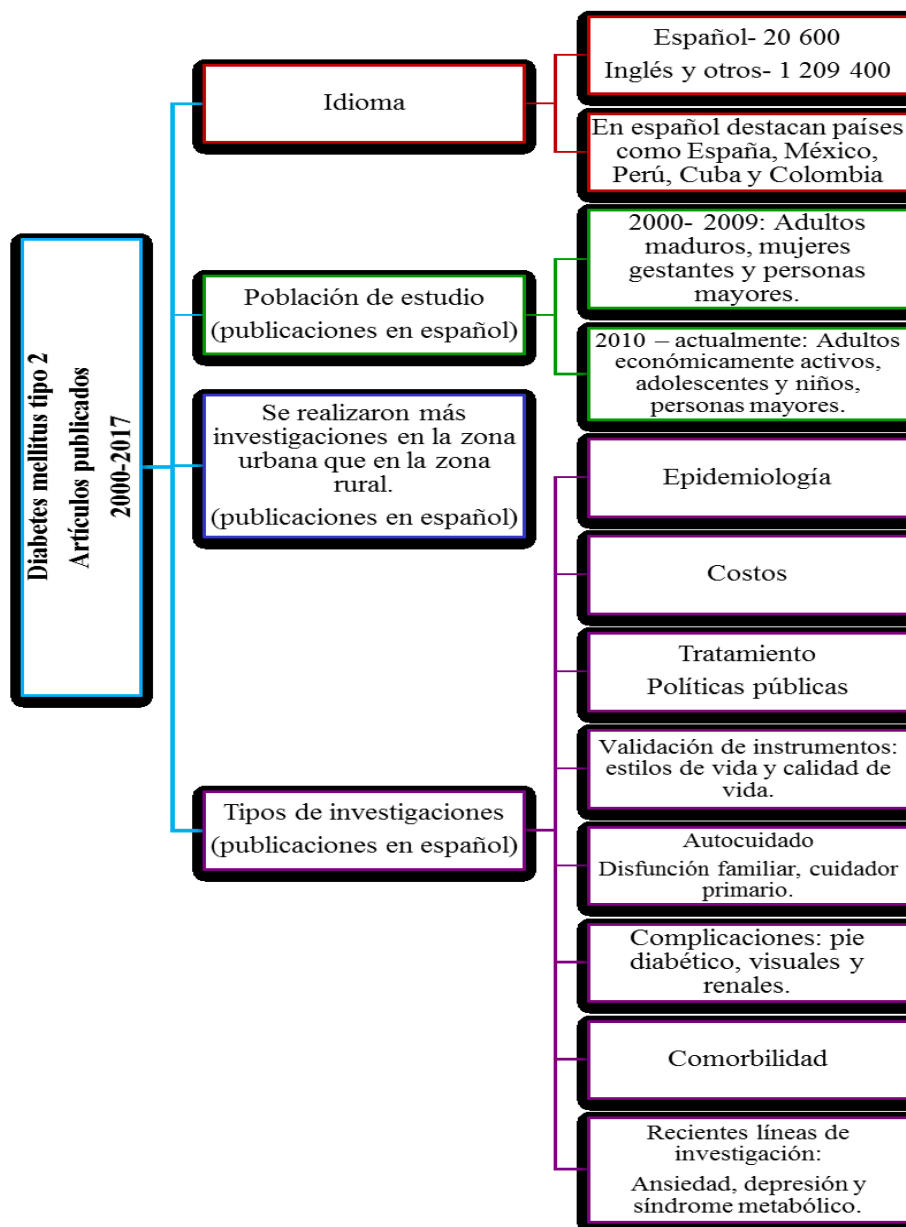 Diabetes mellitus tipo 2
Artículos publicados
2000-2017
Idioma
Español- 20 600
Inglés y otros- 1 209 400
En español destacan países
como España, México,
Perú, Cuba y Colombia
Población de estudio
(publicaciones en español)
2000- 2009: Adultos
maduros, mujeres
gestantes y personas
mayores.
2010 – actualmente: Adultos
económicamente activos,
adolescentes y niños,
personas mayores.
Se realizaron más
investigaciones en la zona
urbana que en la zona
rural.
(publicaciones en español)
Tipos de investigaciones
(publicaciones en español)
Epidemiología
Costos
Tratamiento
Políticas públicas
Validación de instrumentos:
estilos de vida y calidad de
vida.
Autocuidado
Disfunción familiar, cuidador
primario.
Complicaciones: pie
diabético, visuales y
renales.
Comorbilidad
Recientes líneas de
investigación:
Ansiedad, depresión y
síndrome metabólico.